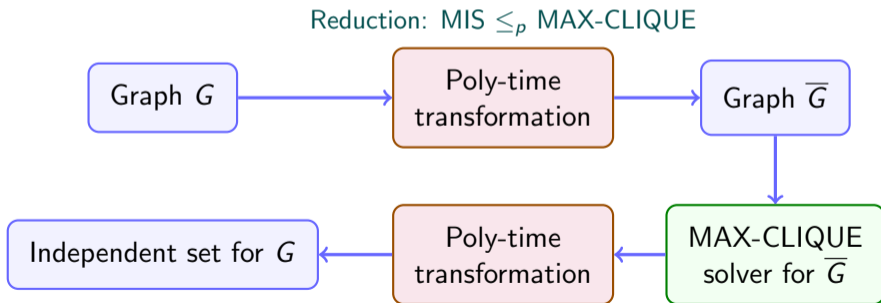 Reduction: MIS ≤ₚ MAX-CLIQUE
Graph G
Poly-time
transformation
Graph G̅
Independent set for G
Poly-time
transformation
MAX-CLIQUE
solver for G̅